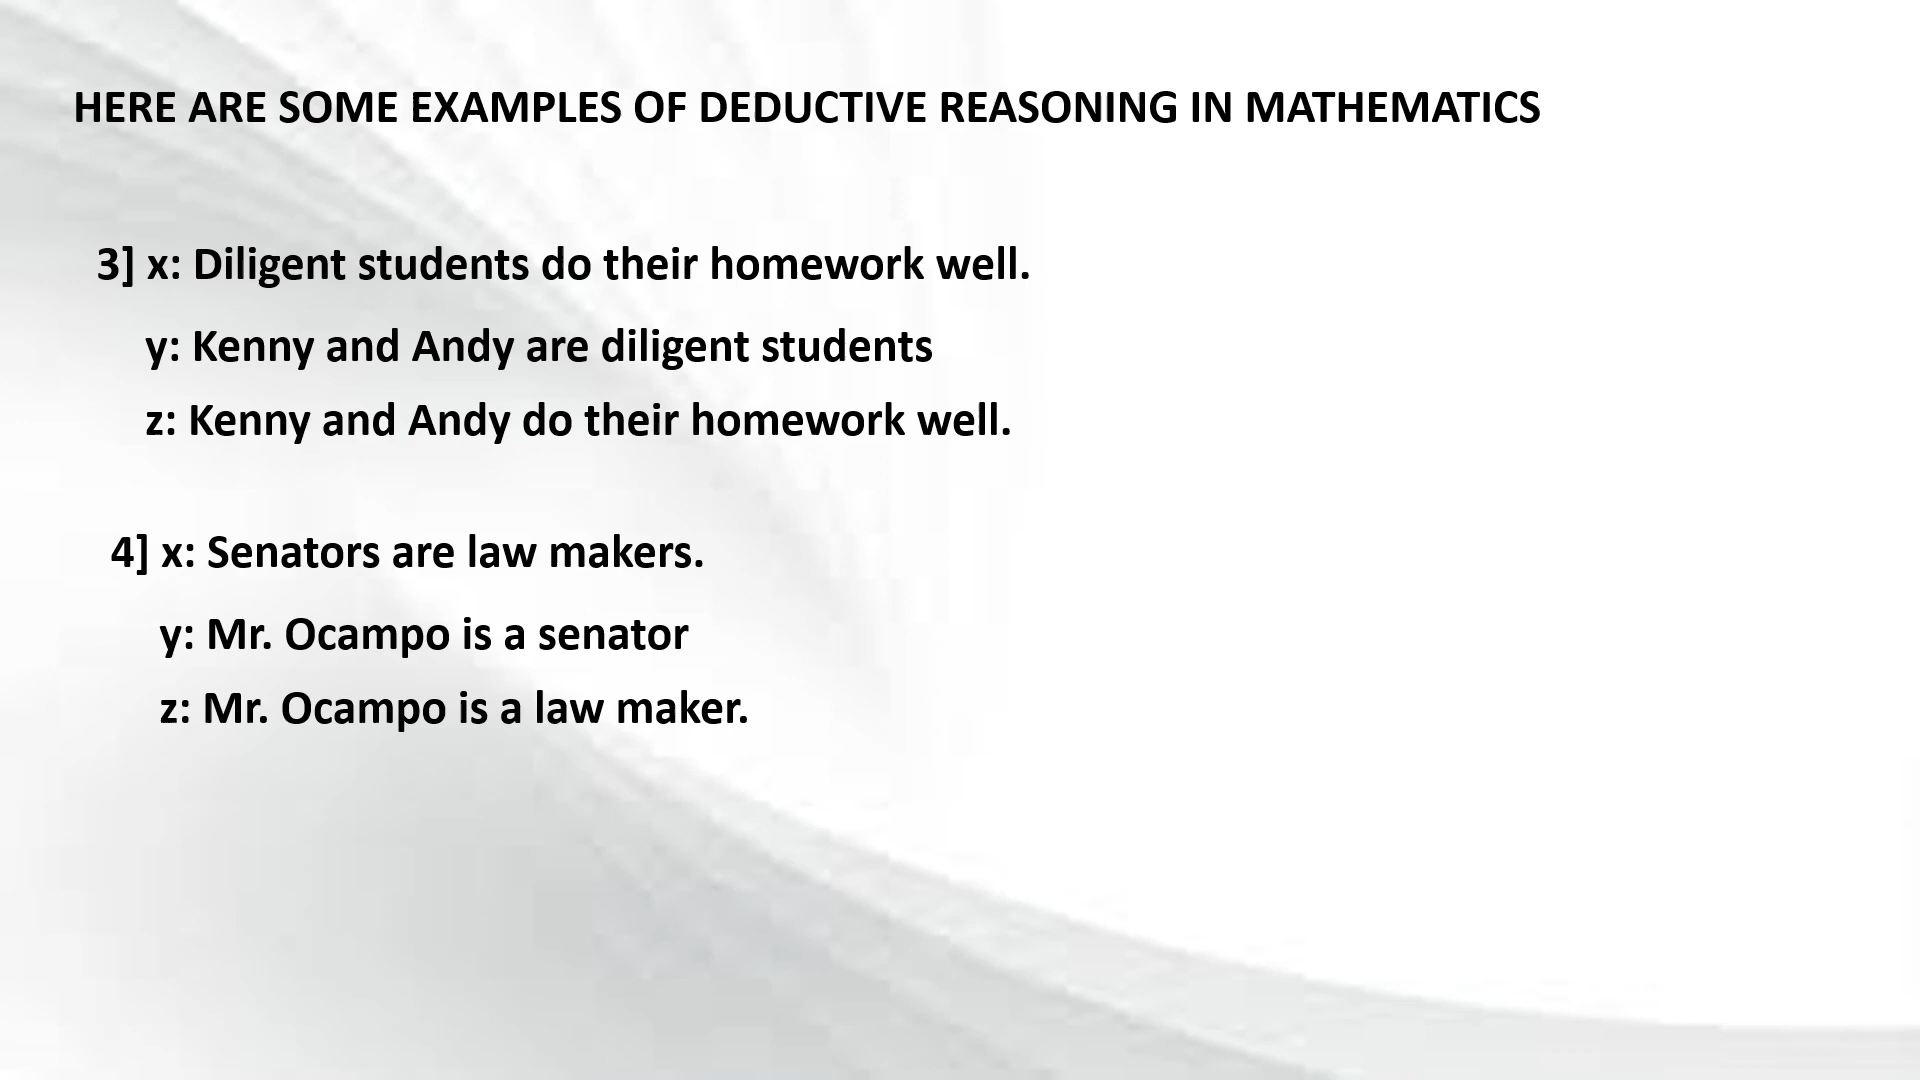 HERE ARE SOME EXAMPLES OF DEDUCTIVE REASONING IN MATHEMATICS
3] x: Diligent students do their homework well.
y: Kenny and Andy are diligent students
z: Kenny and Andy do their homework well.
4] x: Senators are law makers.
y: Mr. Ocampo is a senator
z: Mr. Ocampo is a law maker.